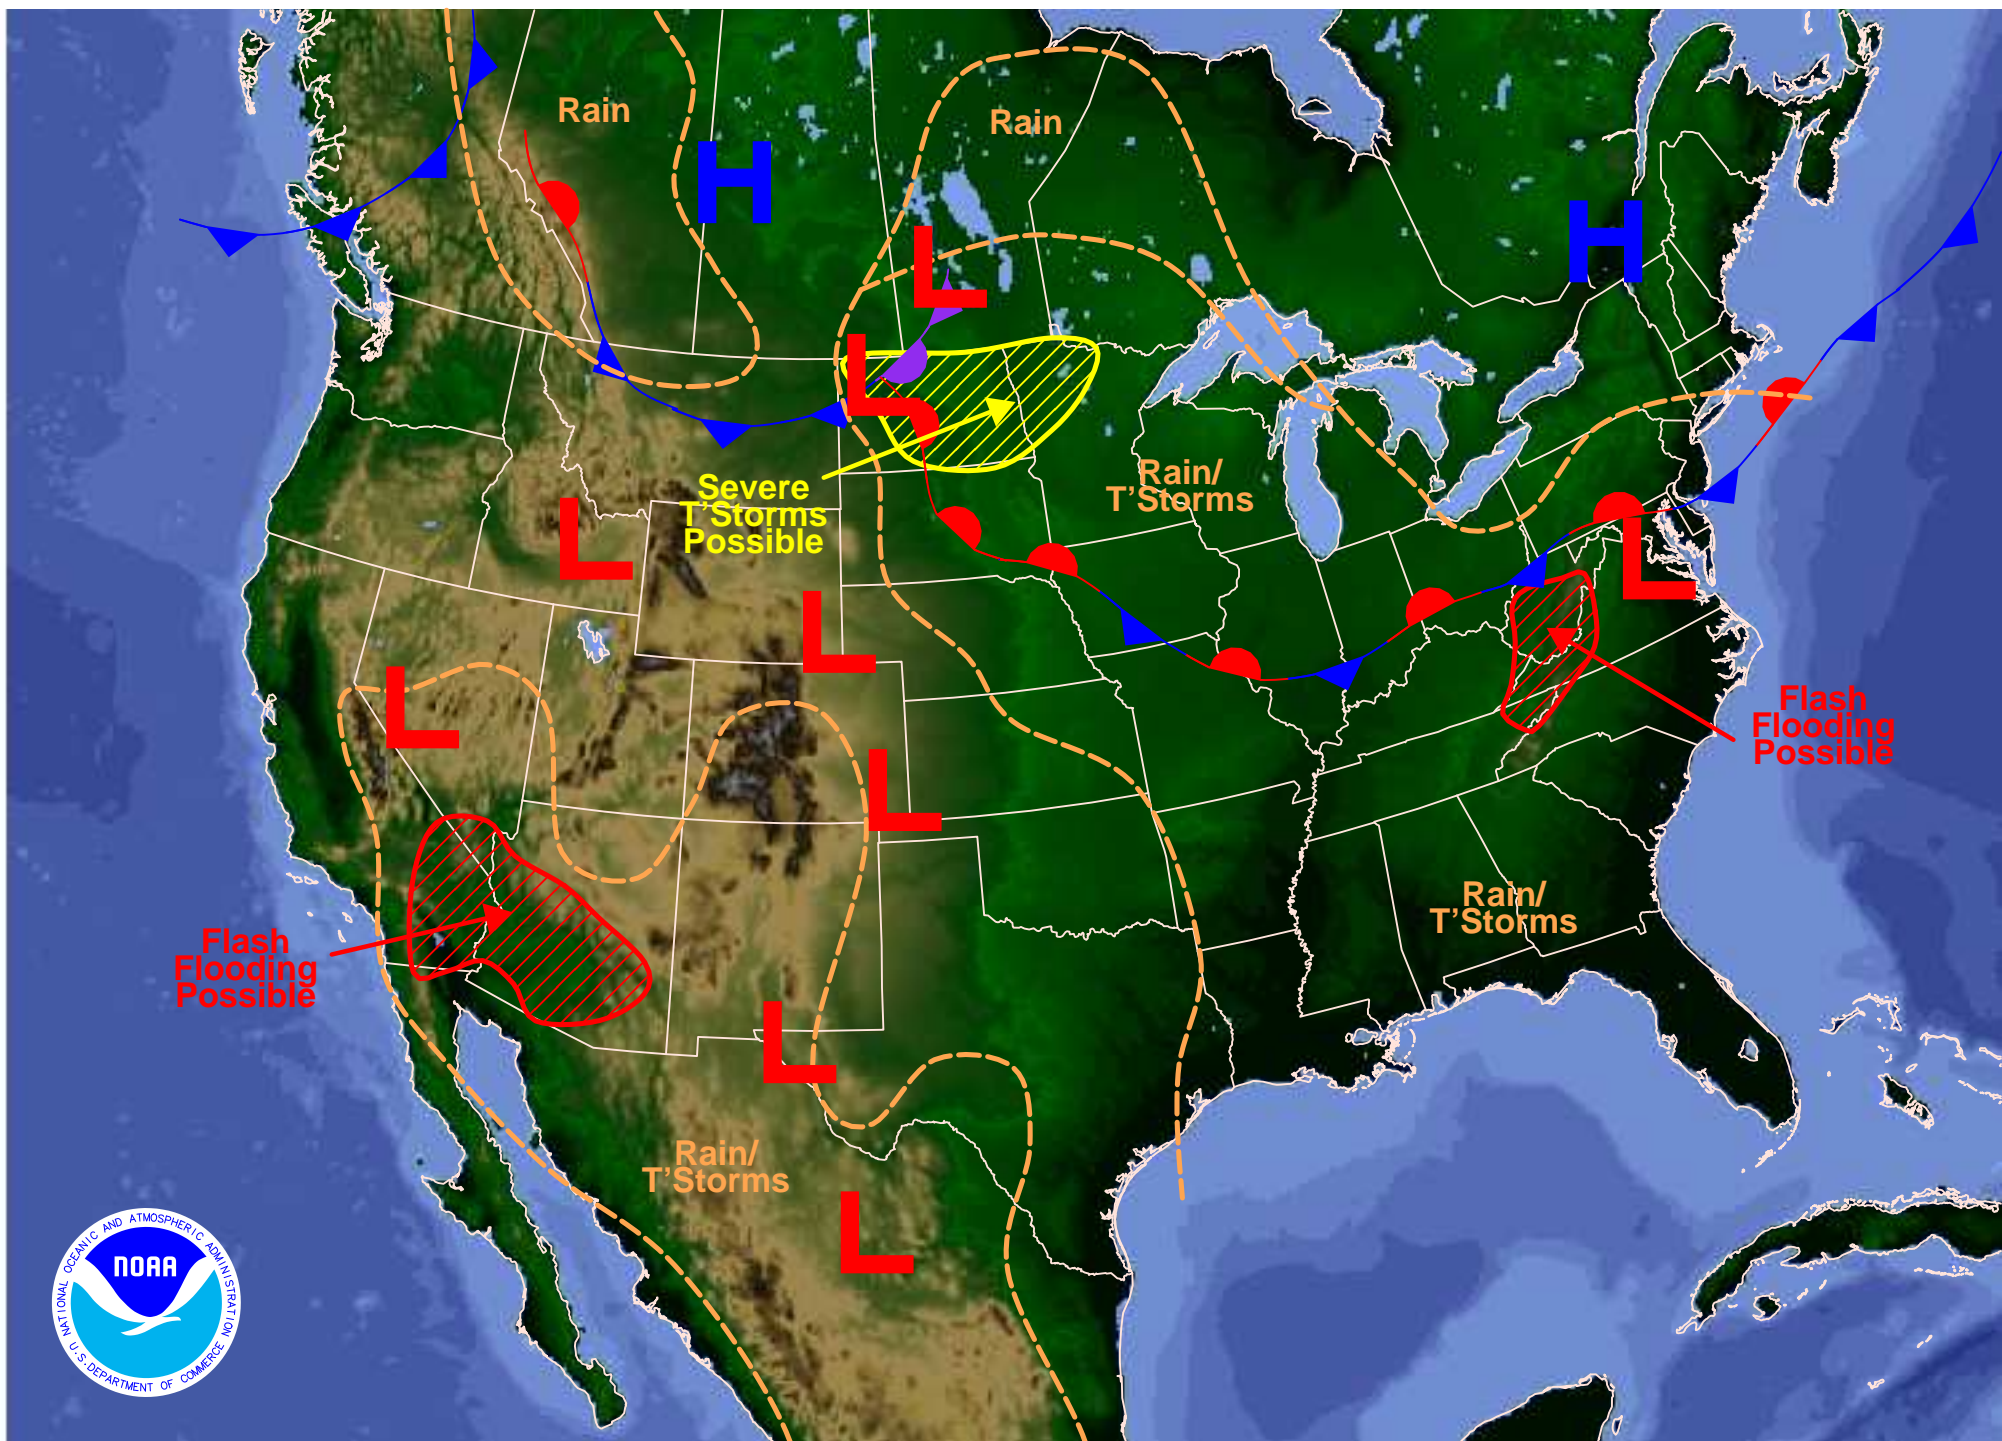 Rain
Rain
H
H
L
L
Severe
T'Storms
Possible
Rain/
T'Storms
L
L
L
L
Flash
Flooding
Possible
L
Rain/
T'Storms
Flash
Flooding
Possible
L
Rain/
T'Storms
L
NATIONAL OCEANIC AND ATMOSPHERIC ADMINISTRATION
NOAA
U.S. DEPARTMENT OF COMMERCE